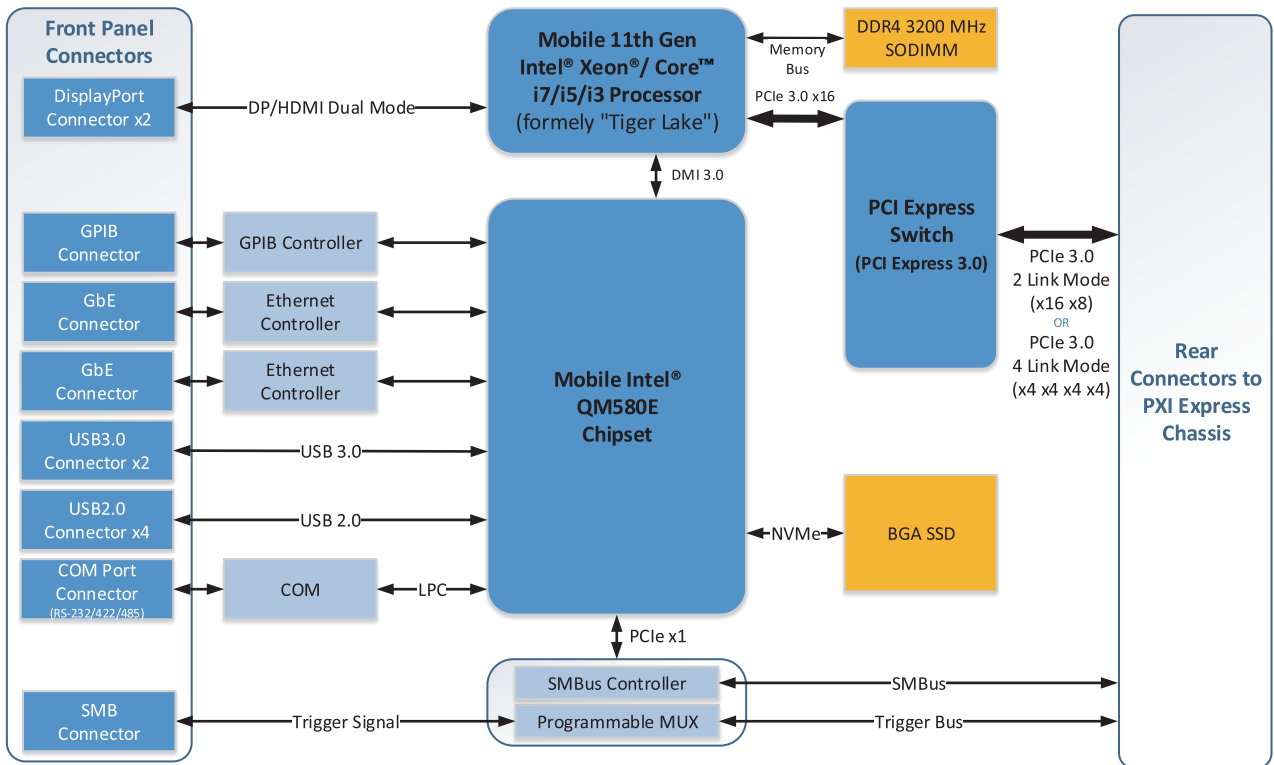 Front Panel
Connectors
DisplayPort
Connector x2
DP/HDMI Dual Mode
Mobile 11th Gen
Intel® Xeon®/ Core™
i7/i5/i3 Processor
(formely "Tiger Lake")
Memory
Bus
DDR4 3200 MHz
SODIMM
PCIe 3.0 x16
DMI 3.0
PCI Express
Switch
(PCI Express 3.0)
PCIe 3.0
2 Link Mode
(x16 x8)
OR
PCIe 3.0
4 Link Mode
(x4 x4 x4 x4)
Rear
Connectors to
PXI Express
Chassis
GPIB
Connector
GPIB Controller
GbE
Connector
Ethernet
Controller
GbE
Connector
Ethernet
Controller
Mobile Intel®
QM580E
Chipset
USB3.0
Connector x2
USB 3.0
USB2.0
Connector x4
USB 2.0
NVMe
BGA SSD
COM Port
Connector
(RS-232/422/485)
COM
LPC
PCIe x1
SMBus Controller
SMBus
SMB
Connector
Trigger Signal
Programmable MUX
Trigger Bus